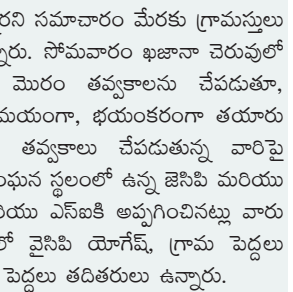 రని సమాచారం మేరకు గ్రామస్తులు
న్నరు. సోమవారం ఖజానా చెరువులో
మొరం తవ్వకాలను చేపడుతూ,
మయంగా, భయంకరంగా తయారు
తవ్వకాలు చేపడుతున్న వారిపై
ంఘన స్థలంలో ఉన్న జెసిపి మరియు
రియు ఎస్ఐకి అప్పగించినట్లు వారు
లో వైసిపి యోగేష్, గ్రామ పెద్దలు
పెద్దలు తదితరులు ఉన్నారు.